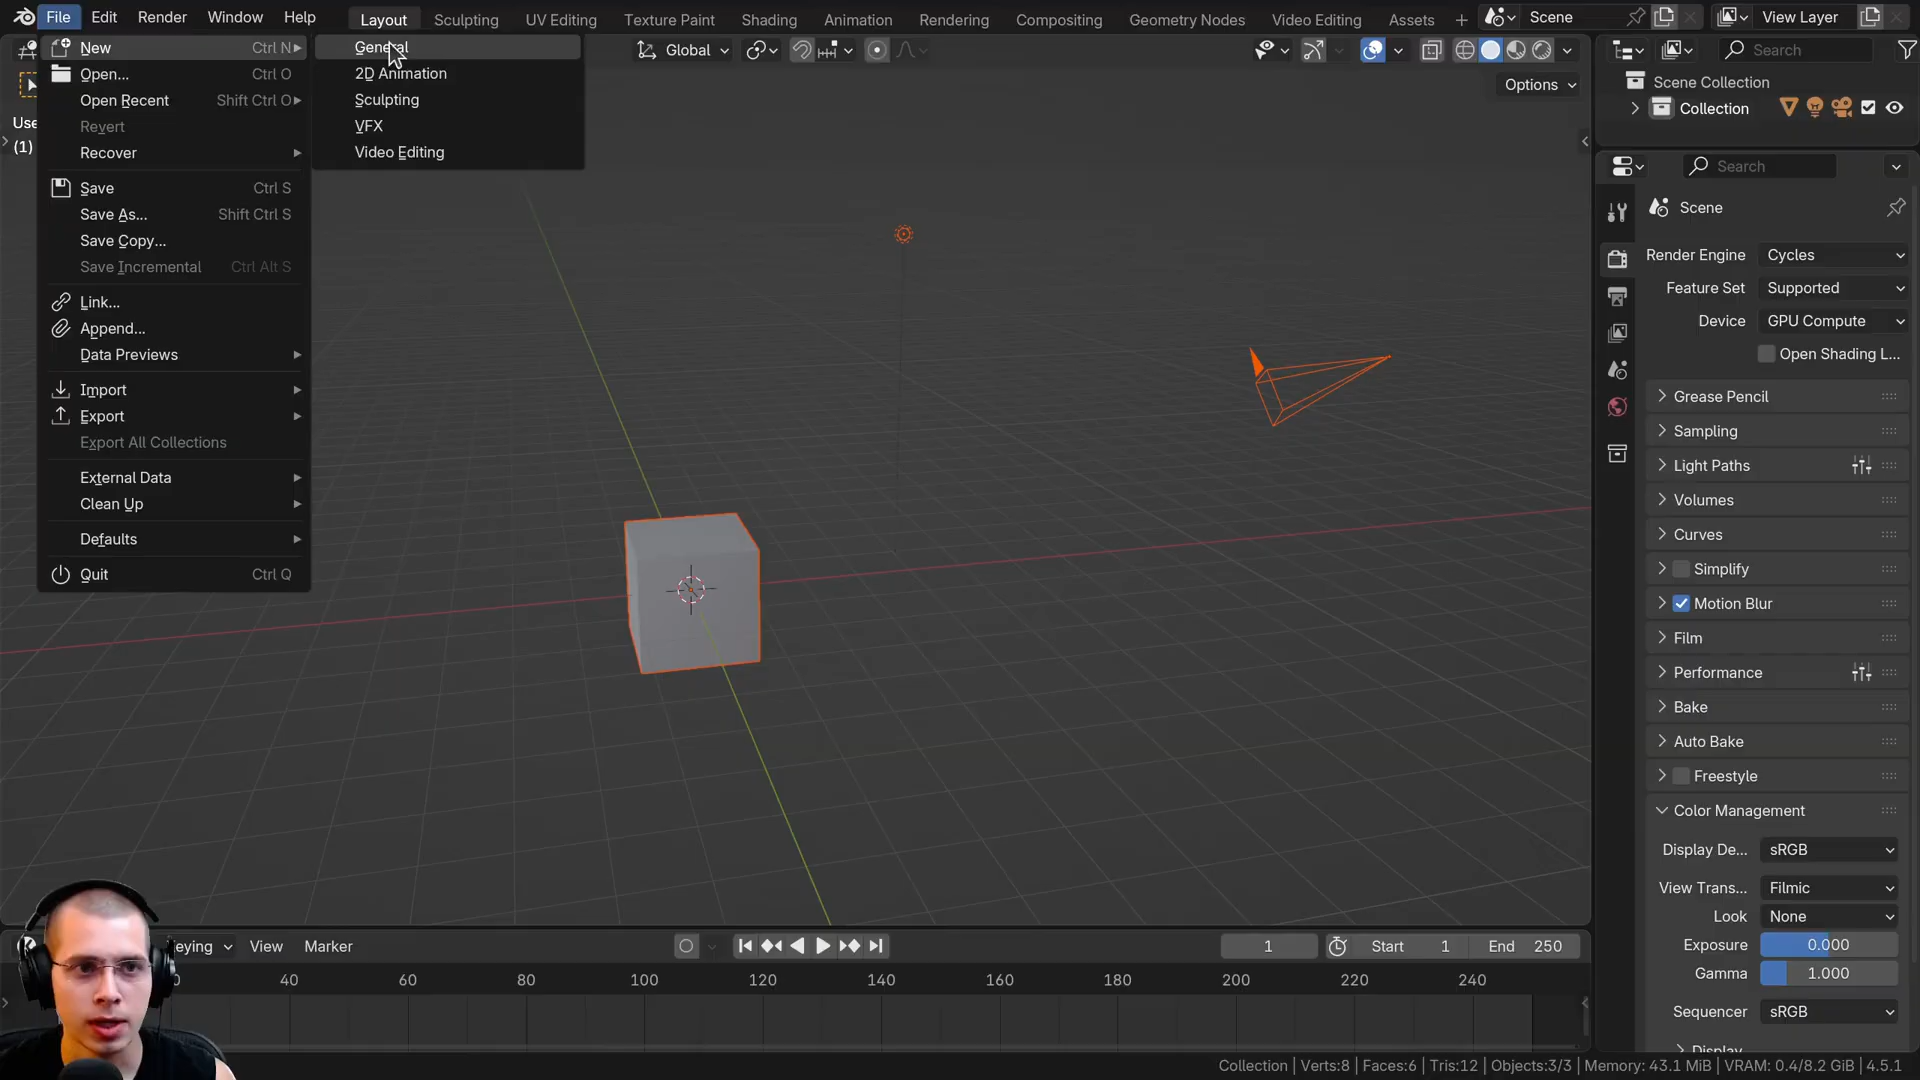 File Edit Render Window Help Layout Sculpting UV Editing Texture Paint Shading Animation Rendering Compositing Geometry Nodes Video Editing Assets + Scene View Layer
New Ctrl N
Open... Ctrl O
Open Recent Shift Ctrl O
Revert
Recover
Save Ctrl S
Save As... Shift Ctrl S
Save Copy...
Save Incremental Ctrl Alt S
Link...
Append...
Data Previews
Import
Export
Export All Collections
External Data
Clean Up
Defaults
Quit Ctrl Q
General
2D Animation
Sculpting
VFX
Video Editing
Use
(1)
Global
Options
Search
Scene Collection
Collection
Search
Scene
Render Engine Cycles
Feature Set Supported
Device GPU Compute
Open Shading L...
Grease Pencil
Sampling
Light Paths
Volumes
Curves
Simplify
Motion Blur
Film
Performance
Bake
Auto Bake
Freestyle
Color Management
Display De... sRGB
View Trans... Filmic
Look None
Exposure 0.000
Gamma 1.000
Sequencer sRGB
Display
eying View Marker 1 Start 1 End 250
0 40 60 80 100 120 140 160 180 200 220 240
Collection | Verts:8 | Faces:6 | Tris:12 | Objects:3/3 | Memory: 43.1 MiB | VRAM: 0.4/8.2 GiB | 4.5.1